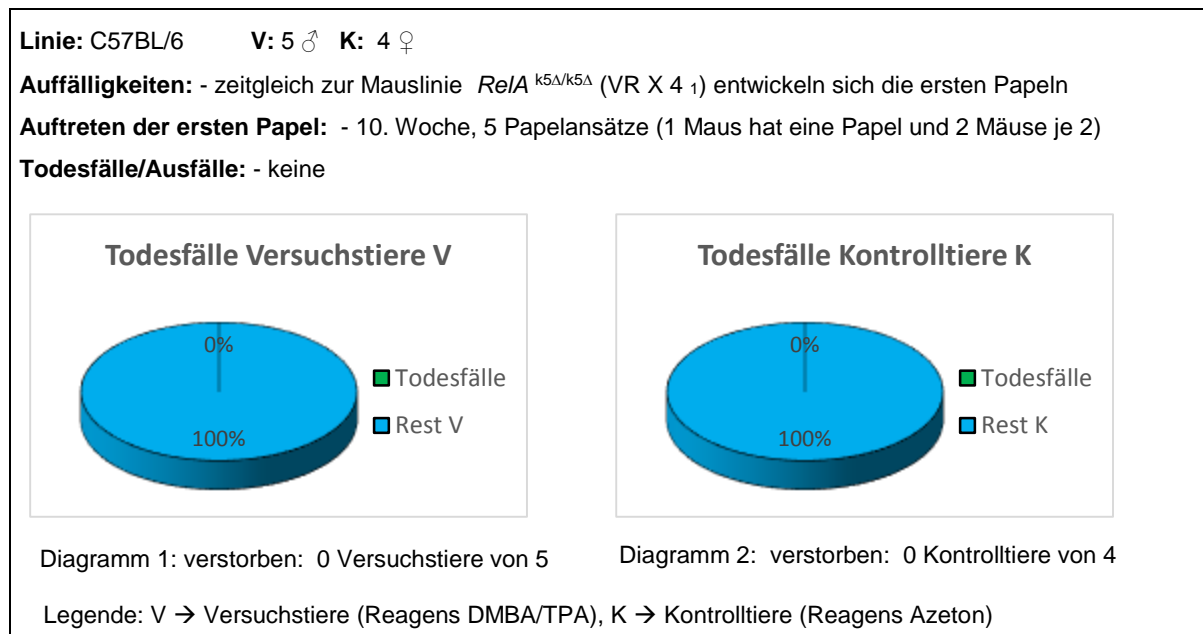 Linie: C57BL/6 V: 5 ♂ K: 4 ♀
Auffälligkeiten: - zeitgleich zur Mauslinie RelA k5Δ/k5Δ (VR X 4 1) entwickeln sich die ersten Papeln
Auftreten der ersten Papel: - 10. Woche, 5 Papelansätze (1 Maus hat eine Papel und 2 Mäuse je 2)
Todesfälle/Ausfälle: - keine
Todesfälle Versuchstiere V
0%
100%
Todesfälle
Rest V
Todesfälle Kontrolltiere K
0%
100%
Todesfälle
Rest K
Diagramm 1: verstorben: 0 Versuchstiere von 5
Diagramm 2: verstorben: 0 Kontrolltiere von 4
Legende: V → Versuchstiere (Reagens DMBA/TPA), K → Kontrolltiere (Reagens Azeton)